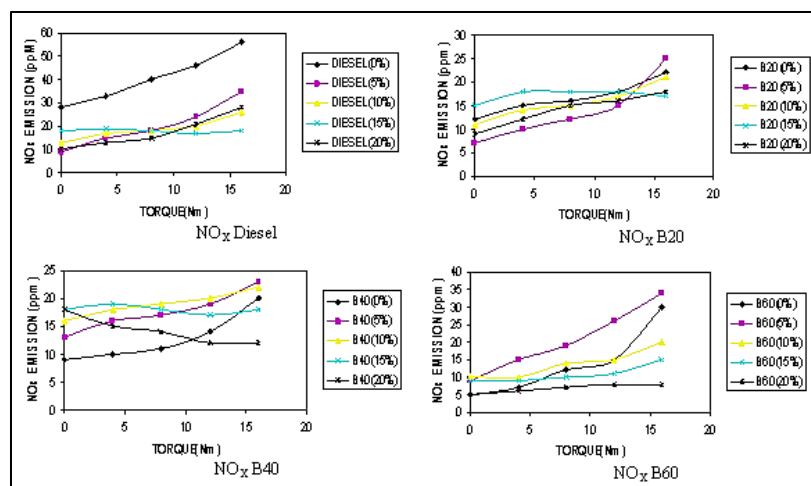 NOx EMISSION (ppM)
60
50
40
30
20
10
0
0 5 10 15 20
TORQUE(Nm)
DIESEL(0%)
DIESEL(5%)
DIESEL(10%)
DIESEL(15%)
DIESEL(20%)
NOX Diesel
NOx EMISSION (ppm)
30
25
20
15
10
5
0
0 5 10 15 20
TORQUE(Nm)
B20(0%)
B20(5%)
B20(10%)
B20(15%)
B20(20%)
NOX B20
NOx EMISSION (ppm)
25
20
15
10
5
0
0 5 10 15 20
TORQUE(Nm)
B40(0%)
B40(5%)
B40(10%)
B40(15%)
B40(20%)
NOX B40
NOx EMISSION (ppm)
40
35
30
25
20
15
10
5
0
0 5 10 15 20
TORQUE(Nm)
B60(0%)
B60(5%)
B60(10%)
B60(15%)
B60(20%)
NOX B60